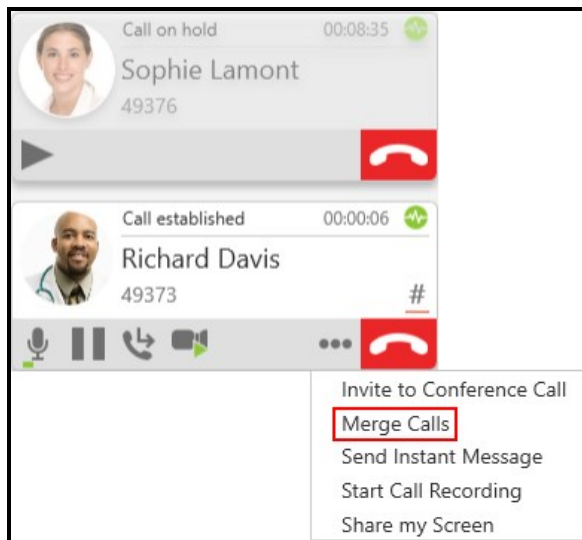 Call on hold 00:08:35
Sophie Lamont
49376
Call established 00:00:06
Richard Davis
49373 #
Invite to Conference Call
Merge Calls
Send Instant Message
Start Call Recording
Share my Screen